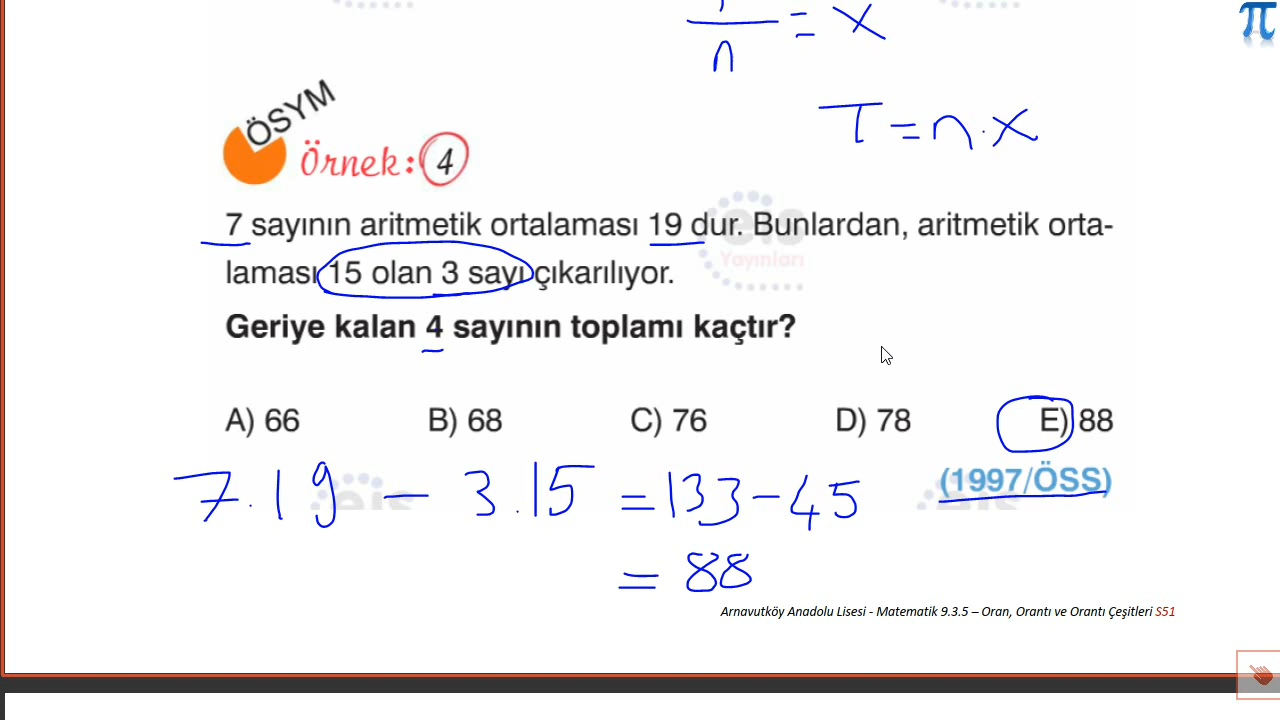 n = x
T = n.x
ÖSYM
Örnek: 4
7 sayının aritmetik ortalaması 19 dur. Bunlardan, aritmetik orta-
laması 15 olan 3 sayı çıkarılıyor.
Geriye kalan 4 sayının toplamı kaçtır?
A) 66 B) 68 C) 76 D) 78 E) 88
(1997/ÖSS)
7.19 - 3.15 = 133-45
= 88
Arnavutköy Anadolu Lisesi - Matematik 9.3.5 – Oran, Orantı ve Orantı Çeşitleri S51
eis
Yayınları
π